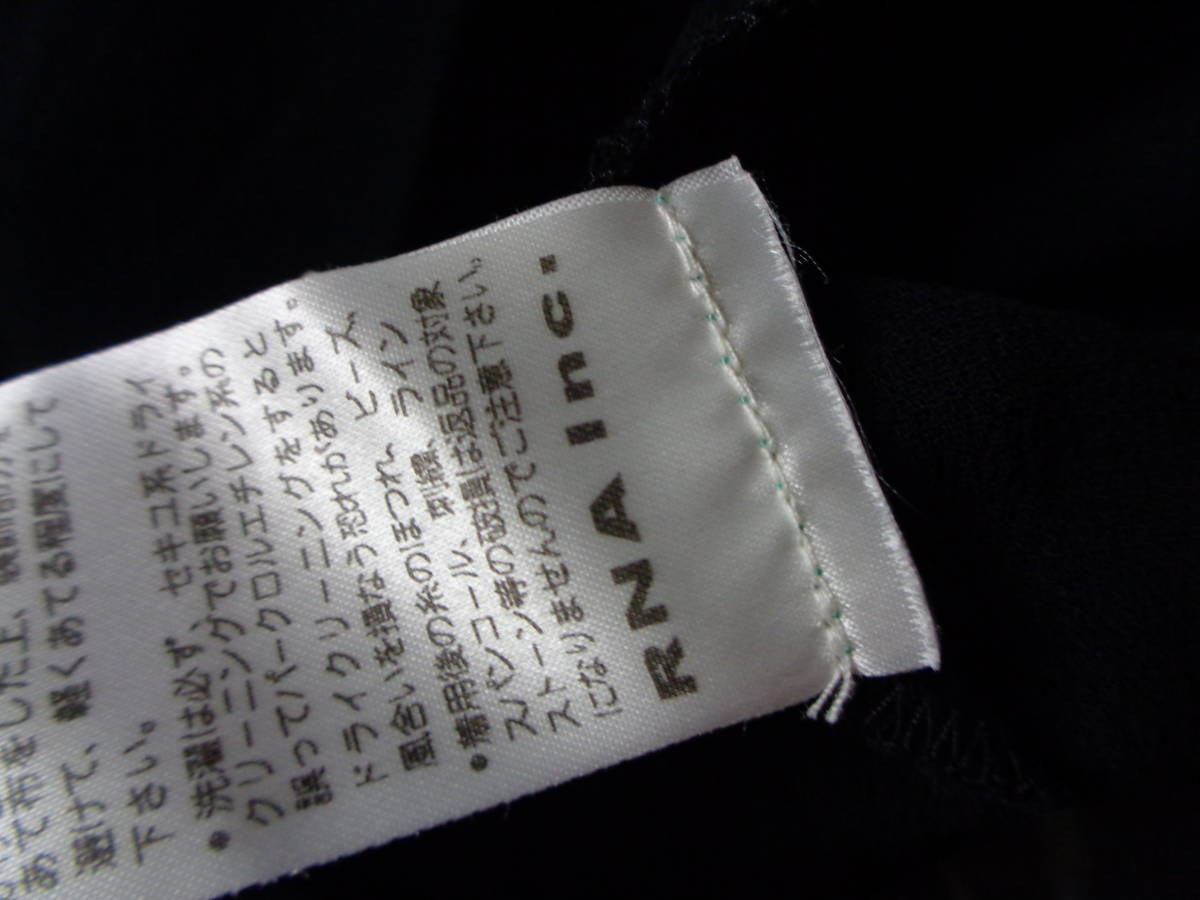 あて布をした上、装飾部分を
避けて、軽くあてる程度にして
下さい。
•洗濯は必ず、セキユ系ドライ
クリーニングでお願いします。
誤ってパークロルエチレン系の
ドライクリーニングをすると
風合いを損なう恐れがあります。
•着用後の糸のほつれ、ビーズ、
スパンコール、刺繍、ライン
ストーン等の破損は返品の対象
になりませんのでご注意下さい。
RNA Inc.